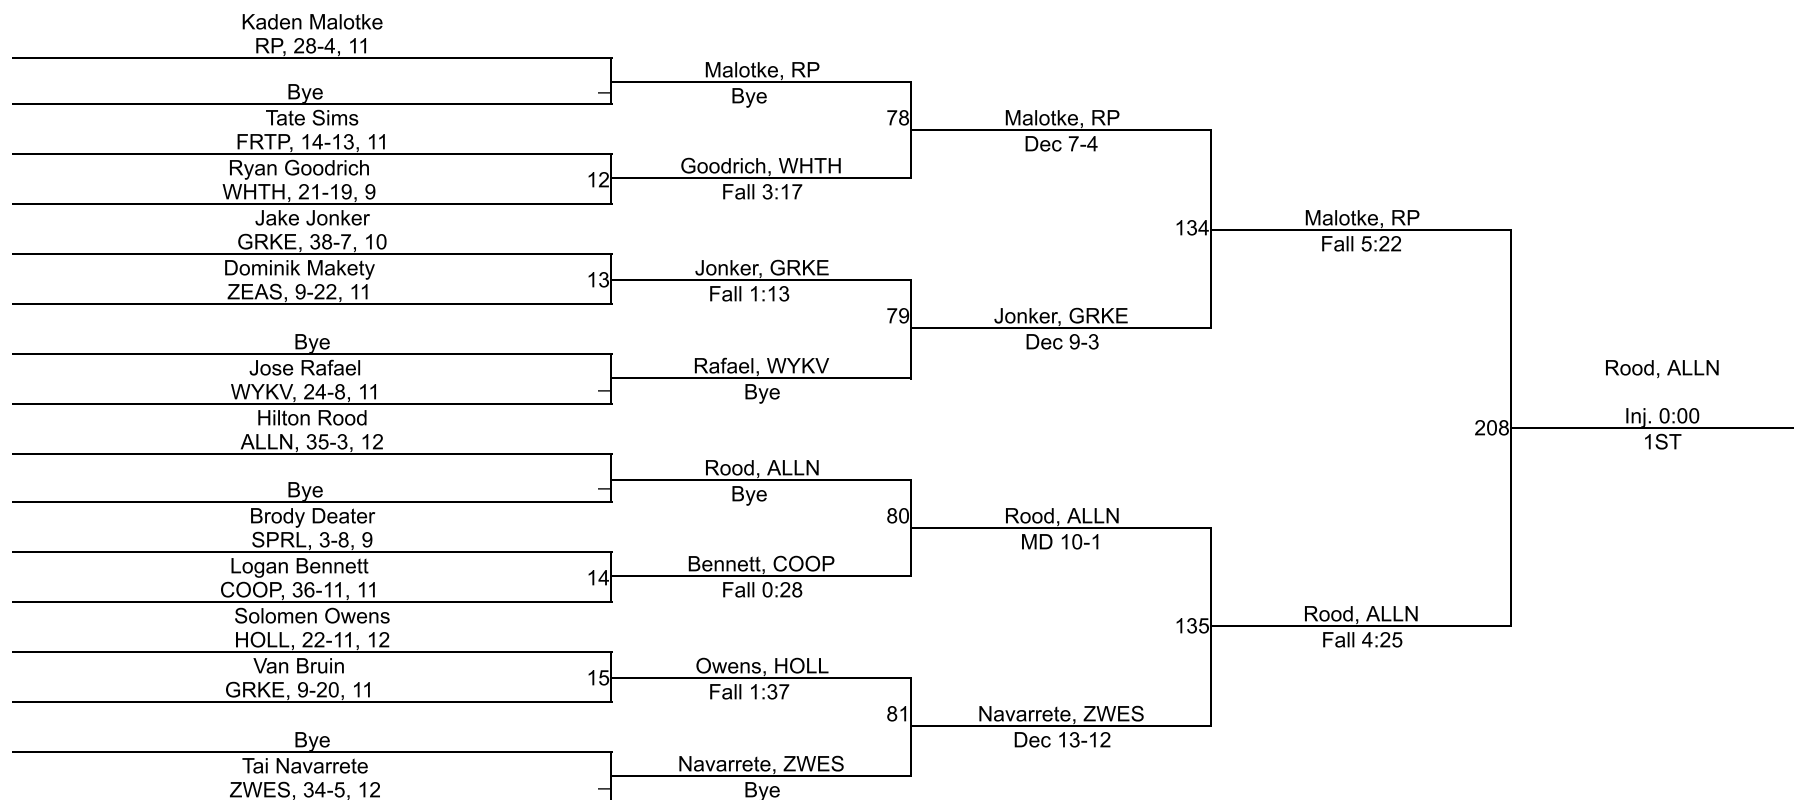 Kaden Malotke
RP, 28-4, 11
Bye
Tate Sims
FRTP, 14-13, 11
Ryan Goodrich
WHTH, 21-19, 9
Jake Jonker
GRKE, 38-7, 10
Dominik Makety
ZEAS, 9-22, 11
Bye
Jose Rafael
WYKV, 24-8, 11
Hilton Rood
ALLN, 35-3, 12
Bye
Brody Deater
SPRL, 3-8, 9
Logan Bennett
COOP, 36-11, 11
Solomen Owens
HOLL, 22-11, 12
Van Bruin
GRKE, 9-20, 11
Bye
Tai Navarrete
ZWES, 34-5, 12
12
13
14
15
Malotke, RP
Bye
Goodrich, WHTH
Fall 3:17
Jonker, GRKE
Fall 1:13
Rafael, WYKV
Bye
Rood, ALLN
Bye
Bennett, COOP
Fall 0:28
Owens, HOLL
Fall 1:37
Navarrete, ZWES
Bye
78
79
80
81
Malotke, RP
Dec 7-4
Jonker, GRKE
Dec 9-3
Rood, ALLN
MD 10-1
Navarrete, ZWES
Dec 13-12
134
135
Malotke, RP
Fall 5:22
Rood, ALLN
Fall 4:25
208
Rood, ALLN
Inj. 0:00
1ST